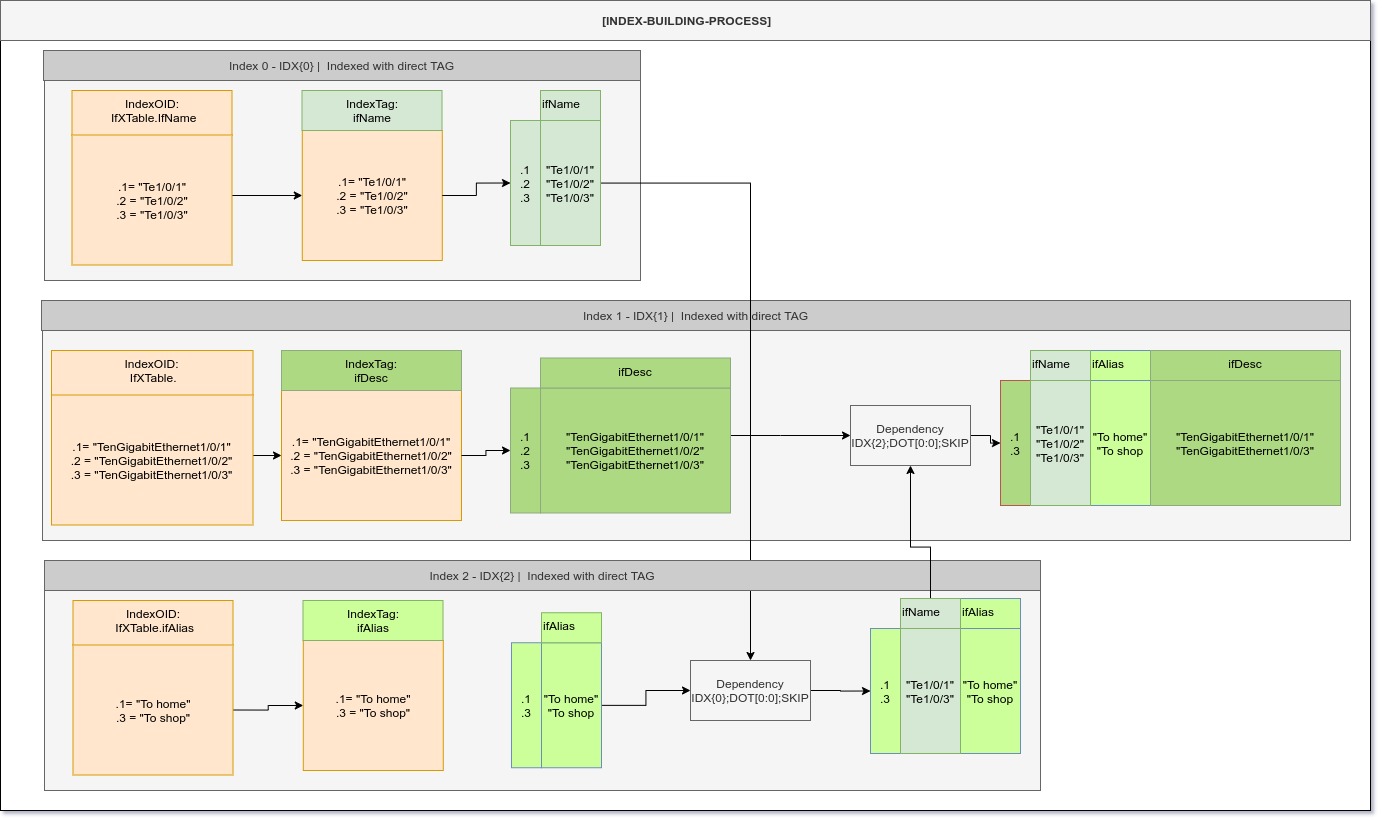 [INDEX-BUILDING-PROCESS]
Index 0 - IDX{0} | Indexed with direct TAG
IndexOID:
IfXTable.IfName
.1= "Te1/0/1"
.2 = "Te1/0/2"
.3 = "Te1/0/3"
IndexTag:
ifName
.1= "Te1/0/1"
.2 = "Te1/0/2"
.3 = "Te1/0/3"
ifName
.1 "Te1/0/1"
.2 "Te1/0/2"
.3 "Te1/0/3"
Index 1 - IDX{1} | Indexed with direct TAG
IndexOID:
IfXTable.
.1= "TenGigabitEthernet1/0/1"
.2 = "TenGigabitEthernet1/0/2"
.3 = "TenGigabitEthernet1/0/3"
IndexTag:
ifDesc
.1= "TenGigabitEthernet1/0/1"
.2 = "TenGigabitEthernet1/0/2"
.3 = "TenGigabitEthernet1/0/3"
ifDesc
.1 "TenGigabitEthernet1/0/1"
.2 "TenGigabitEthernet1/0/2"
.3 "TenGigabitEthernet1/0/3"
Dependency
IDX{2};DOT[0:0];SKIP
ifName ifAlias ifDesc
.1
.3
"Te1/0/1"
"Te1/0/2"
"Te1/0/3"
"To home"
"To shop
"TenGigabitEthernet1/0/1"
"TenGigabitEthernet1/0/3"
Index 2 - IDX{2} | Indexed with direct TAG
IndexOID:
IfXTable.ifAlias
.1= "To home"
.3 = "To shop"
IndexTag:
ifAlias
.1= "To home"
.3 = "To shop"
ifAlias
.1 "To home"
.3 "To shop
Dependency
IDX{0};DOT[0:0];SKIP
ifName ifAlias
.1 "Te1/0/1" "To home"
.3 "Te1/0/3" "To shop